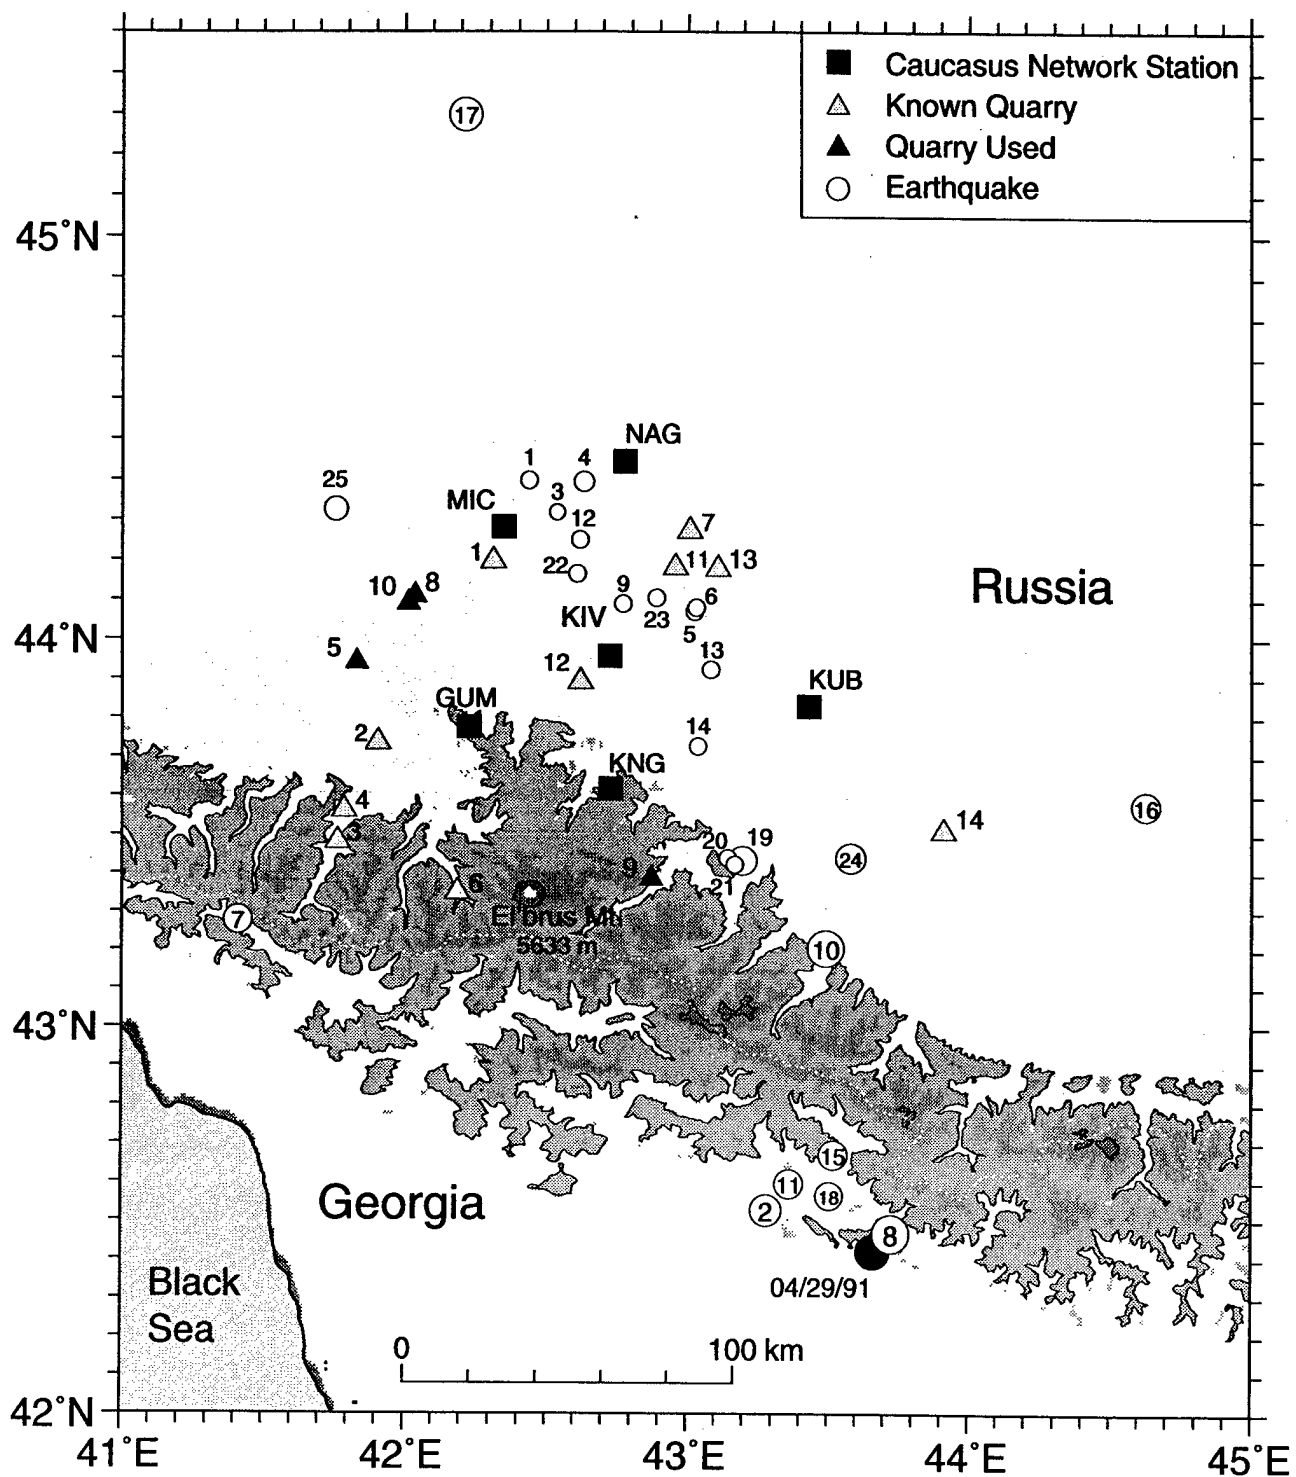 Caucasus Network Station
Known Quarry
Quarry Used
Earthquake
17
45°N
NAG
1
4
25
3
MIC
12
7
1
22
11
13
10
8
9
6
Russia
23
KIV
5
44°N
5
13
12
KUB
GUM
2
14
KNG
4
16
14
3
20
19
24
9
21
6
7
El'brus Mt.
5633 m
10
43°N
15
11
18
Georgia
2
8
Black
Sea
04/29/91
0
100 km
42°N
41°E
42°E
43°E
44°E
45°E